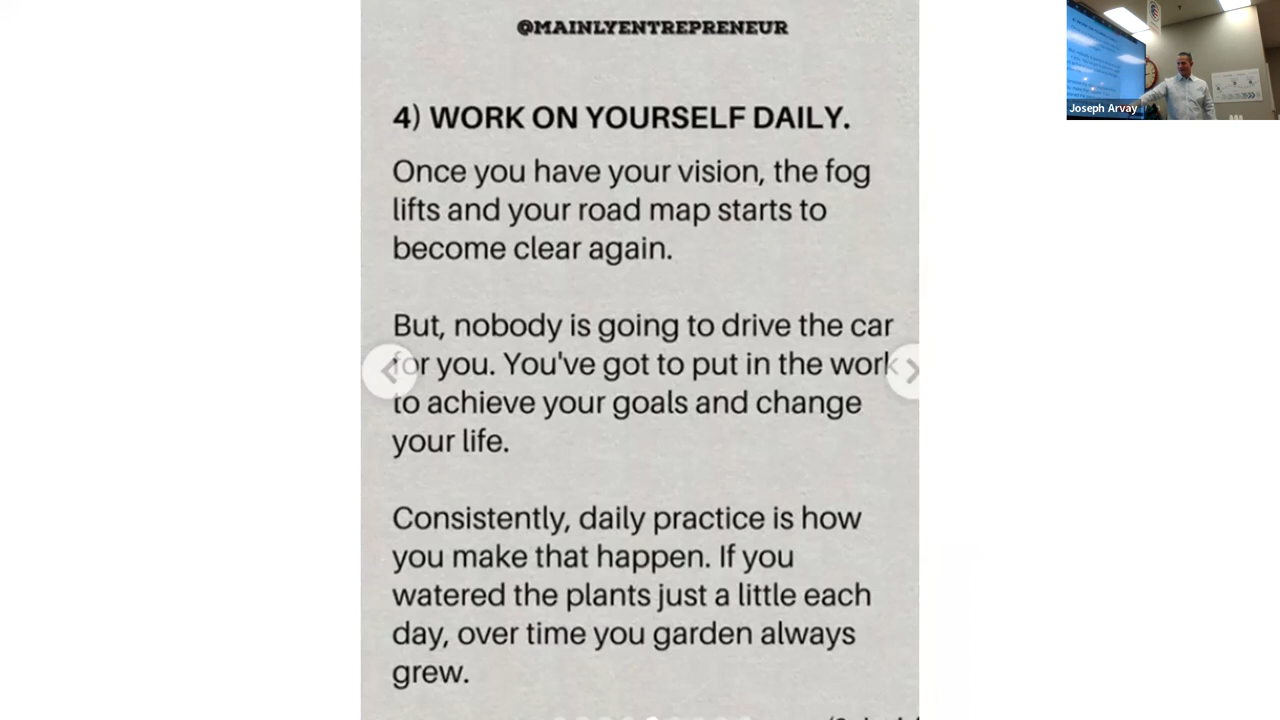 @MAINLYENTREPRENEUR
4) WORK ON YOURSELF DAILY.
Once you have your vision, the fog
lifts and your road map starts to
become clear again.
But, nobody is going to drive the car
for you. You've got to put in the work
to achieve your goals and change
your life.
Consistently, daily practice is how
you make that happen. If you
watered the plants just a little each
day, over time you garden always
grew.
Joseph Arvay